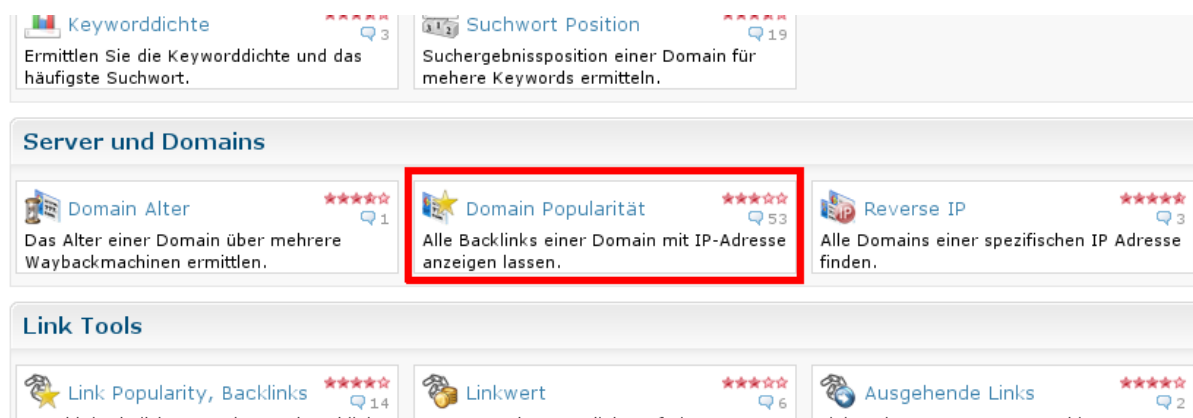 Keyworddichte
3
Ermittlen Sie die Keyworddichte und das
häufigste Suchwort.
Suchwort Position
19
Suchergebnissposition einer Domain für
mehere Keywords ermitteln.
Server und Domains
Domain Alter
1
Das Alter einer Domain über mehrere
Waybackmachinen ermittlen.
Domain Popularität
53
Alle Backlinks einer Domain mit IP-Adresse
anzeigen lassen.
Reverse IP
3
Alle Domains einer spezifischen IP Adresse
finden.
Link Tools
Link Popularity, Backlinks
14
Linkwert
6
Ausgehende Links
2